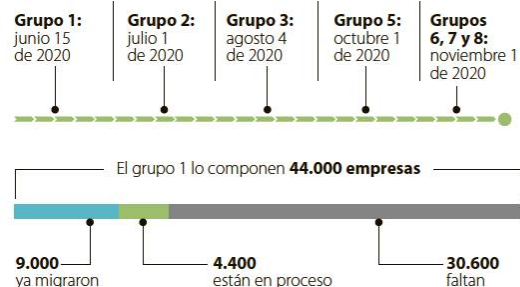 Grupo 1:
junio 15
de 2020
Grupo 2:
julio 1
de 2020
Grupo 3:
agosto 4
de 2020
Grupo 5:
octubre 1
de 2020
Grupos
6, 7 y 8:
noviembre 1
de 2020
El grupo 1 lo componen 44.000 empresas
9.000
ya migraron
4.400
están en proceso
30.600
faltan